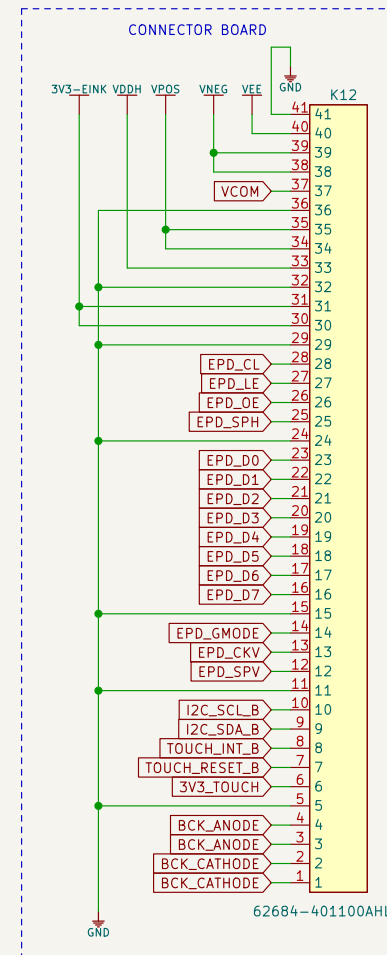 CONNECTOR BOARD
3V3-EINK VDDH VPOS VNEG VEE GND K12
41 41
40 40
39 39
38 38
VCOM 37 37
36 36
35 35
34 34
33 33
32 32
31 31
30 30
29 29
EPD_CL 28 28
EPD_LE 27 27
EPD_OE 26 26
EPD_SPH 25 25
24 24
EPD_D0 23 23
EPD_D1 22 22
EPD_D2 21 21
EPD_D3 20 20
EPD_D4 19 19
EPD_D5 18 18
EPD_D6 17 17
EPD_D7 16 16
15 15
EPD_GMODE 14 14
EPD_CKV 13 13
EPD_SPV 12 12
11 11
I2C_SCL_B 10 10
I2C_SDA_B 9 9
TOUCH_INT_B 8 8
TOUCH_RESET_B 7 7
3V3_TOUCH 6 6
5 5
BCK_ANODE 4 4
BCK_ANODE 3 3
BCK_CATHODE 2 2
BCK_CATHODE 1 1
62684-401100AHL
GND